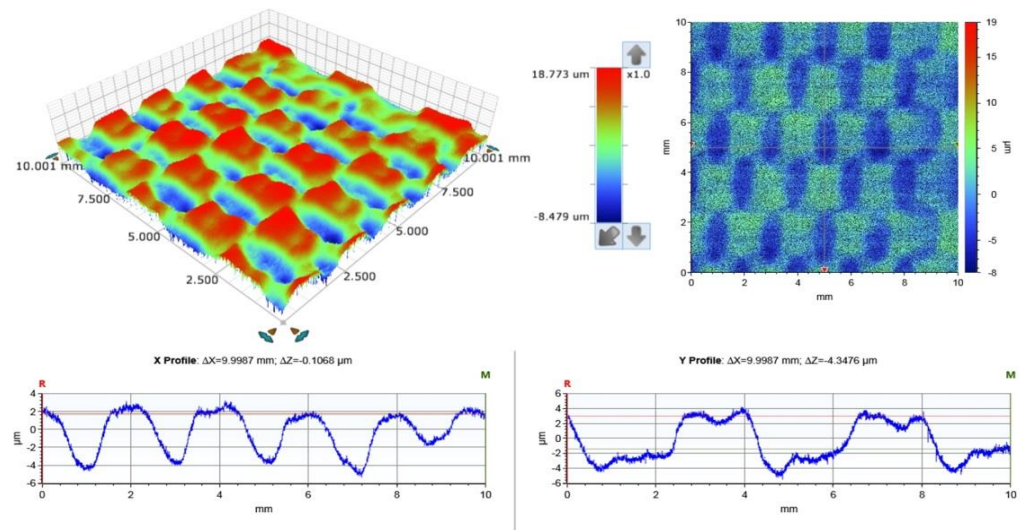 10.001 mm
7.500
5.000
2.500
10.001 mm
7.500
5.000
2.500
18.773 um
x1.0
-8.479 um
10
8
6
4
2
0
mm
0 2 4 6 8 10
mm
19
15
10
5
0
-5
-8
µm
X Profile: ΔX=9.9987 mm; ΔZ=-0.1068 µm
R
M
4
2
0
-2
-4
-6
µm
0 2 4 6 8 10
mm
Y Profile: ΔX=9.9987 mm; ΔZ=-4.3476 µm
R
M
6
4
2
0
-2
-4
-6
µm
0 2 4 6 8 10
mm